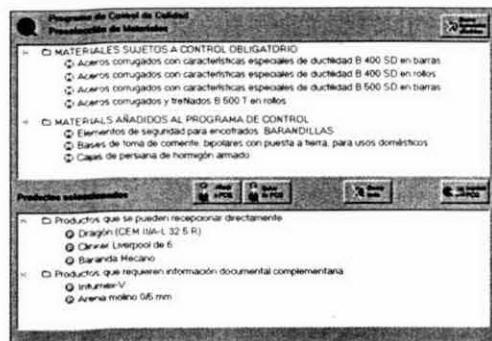 Programa de Control de Calidad
Preselección de Materiales
MATERIALES SUJETOS A CONTROL OBLIGATORIO
Aceros corrugados con características especiales de ductilidad B 400 SD en barras
Aceros corrugados con características especiales de ductilidad B 400 SD en rollos
Aceros corrugados con características especiales de ductilidad B 500 SD en barras
Aceros corrugados y trefilados B 500 T en rollos
MATERIALS AÑADIDOS AL PROGRAMA DE CONTROL
Elementos de seguridad para encofrados. BARANDILLAS
Bases de toma de corriente, bipolares con puesta a tierra, para usos domésticos
Cajas de persiana de hormigón armado
Productos seleccionados
Productos que se pueden recepcionar directamente
Dragón (CEM II/A-L 32 5 R)
Liverpool de 6
Baranda Mecano
Productos que requieren información documental complementaria
Intumex-V
Arena molino 0/5 mm